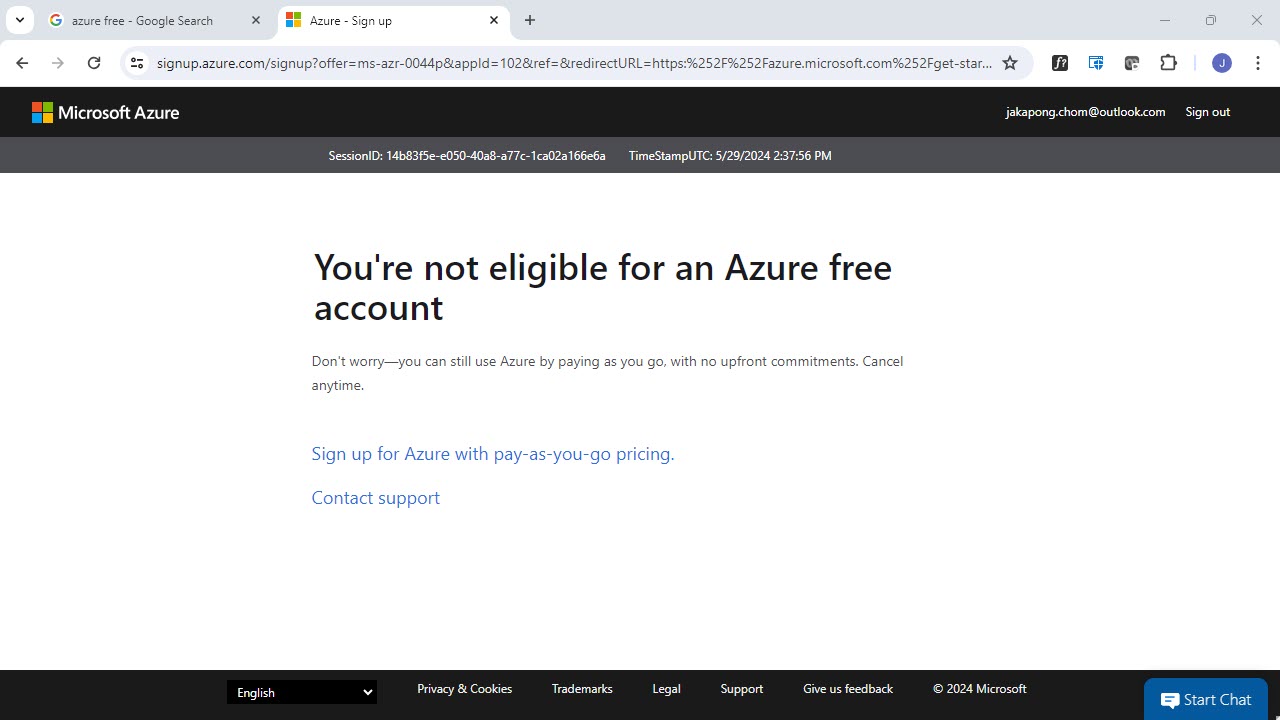 azure free - Google Search
Azure - Sign up
signup.azure.com/signup?offer=ms-azr-0044p&appId=102&ref=&redirectURL=https:%252F%252Fazure.microsoft.com%252Fget-star...
J
Microsoft Azure
jakapong.chom@outlook.com Sign out
SessionID: 14b83f5e-e050-40a8-a77c-1ca02a166e6a TimeStampUTC: 5/29/2024 2:37:56 PM
You're not eligible for an Azure free
account
Don't worry—you can still use Azure by paying as you go, with no upfront commitments. Cancel
anytime.
Sign up for Azure with pay-as-you-go pricing.
Contact support
English
Privacy & Cookies Trademarks Legal Support Give us feedback © 2024 Microsoft
Start Chat